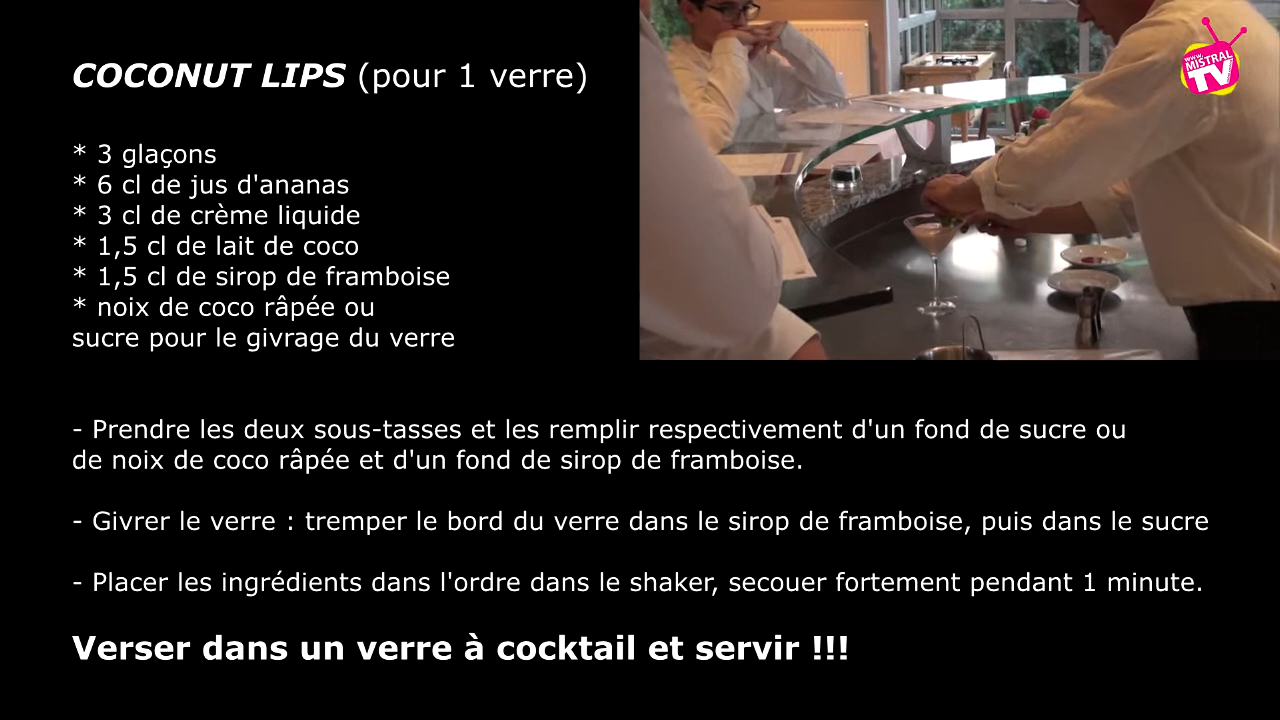 COCONUT LIPS (pour 1 verre)
* 3 glaçons
* 6 cl de jus d'ananas
* 3 cl de crème liquide
* 1,5 cl de lait de coco
* 1,5 cl de sirop de framboise
* noix de coco râpée ou
sucre pour le givrage du verre
www.
MISTRAL
TV
- Prendre les deux sous-tasses et les remplir respectivement d'un fond de sucre ou
de noix de coco râpée et d'un fond de sirop de framboise.
- Givrer le verre : tremper le bord du verre dans le sirop de framboise, puis dans le sucre
- Placer les ingrédients dans l'ordre dans le shaker, secouer fortement pendant 1 minute.
Verser dans un verre à cocktail et servir !!!